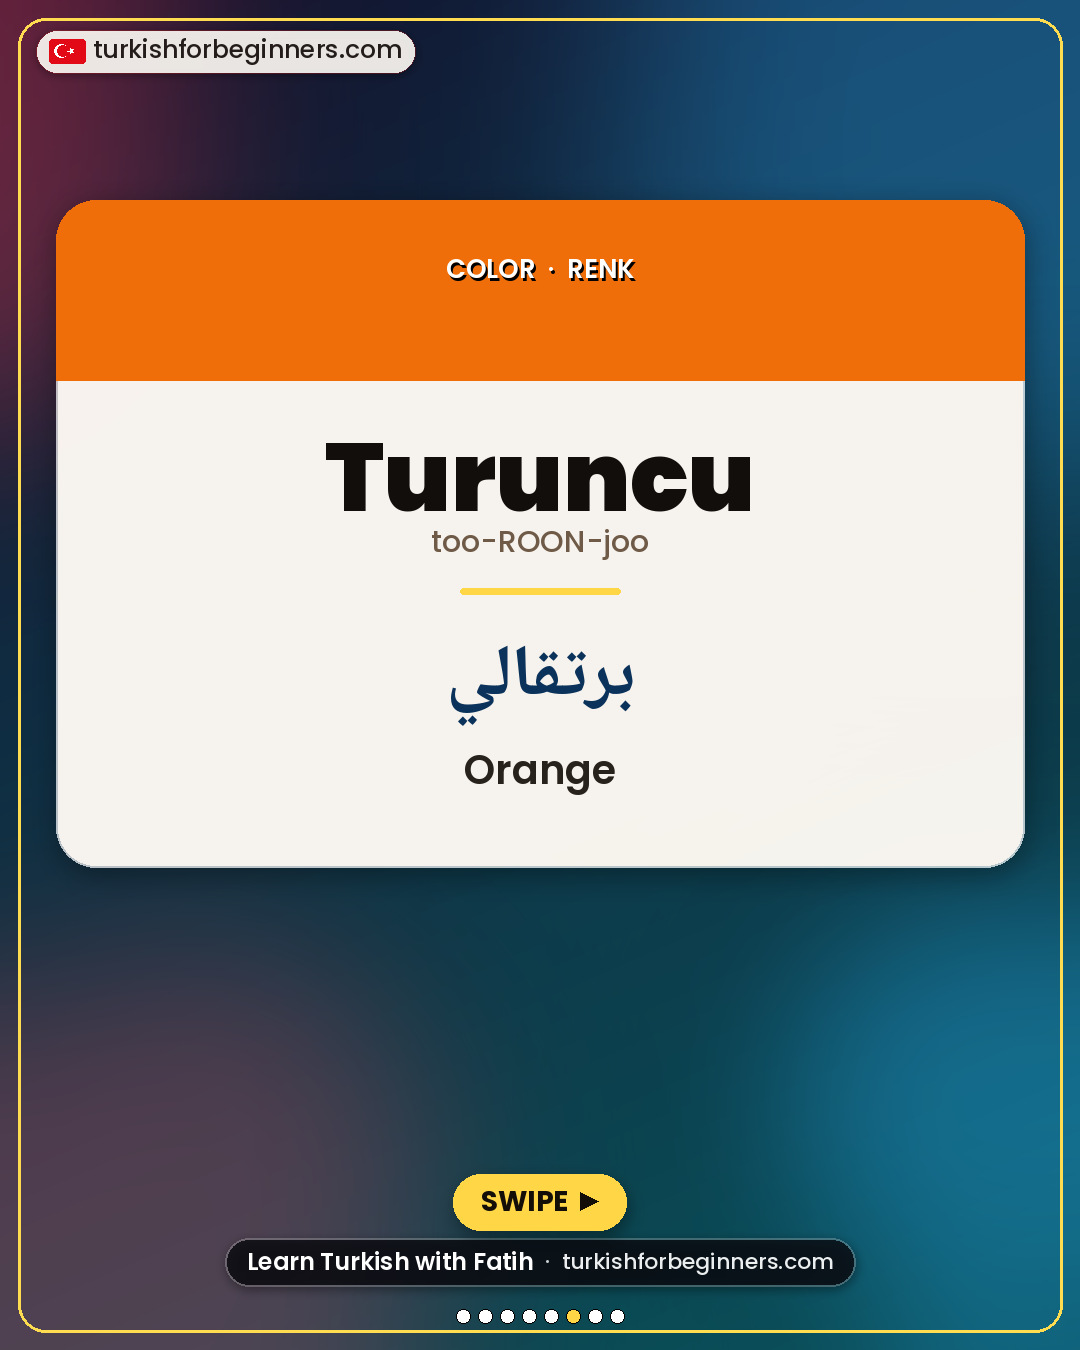 turkishforbeginners.com
COLOR · RENK
Turuncu
too-ROON-joo
برتقالي
Orange
SWIPE ▶
Learn Turkish with Fatih · turkishforbeginners.com